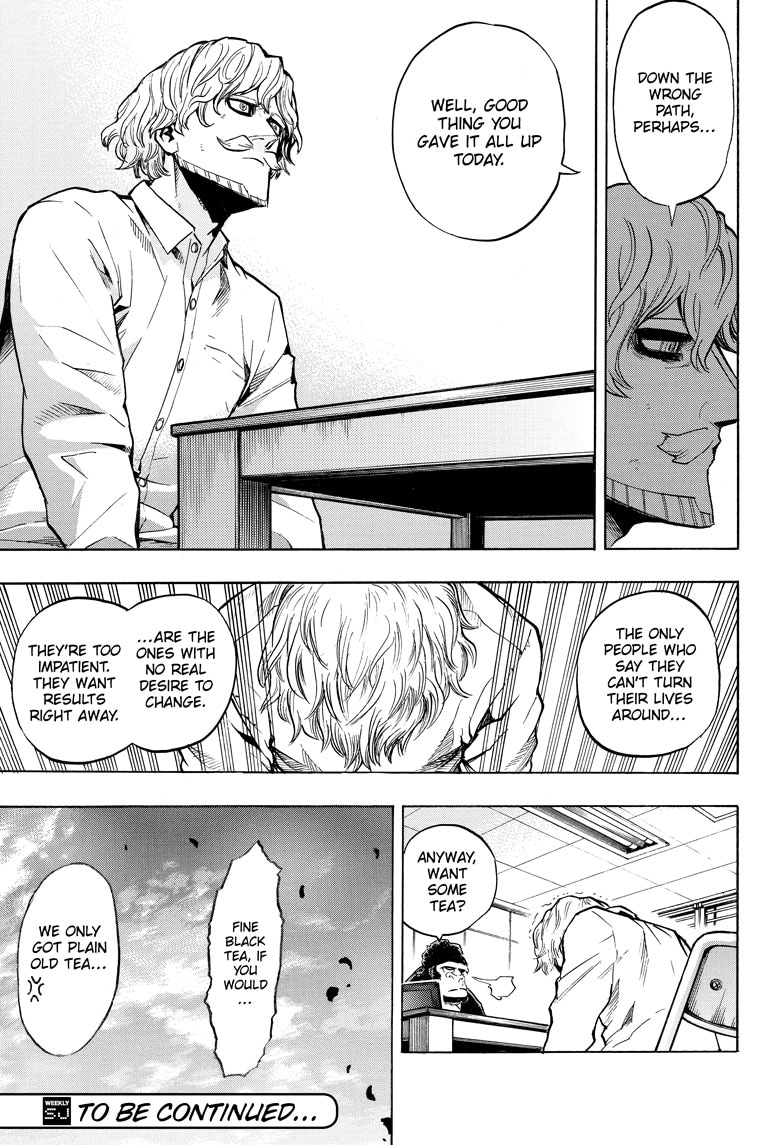 DOWN THE
WRONG
PATH,
PERHAPS...
WELL, GOOD
THING YOU
GAVE IT ALL UP
TODAY.
THE ONLY
PEOPLE WHO
SAY THEY
CAN'T TURN
THEIR LIVES
AROUND...
...ARE THE
ONES WITH
NO REAL
DESIRE TO
CHANGE.
THEY'RE TOO
IMPATIENT.
THEY WANT
RESULTS
RIGHT AWAY.
ANYWAY,
WANT
SOME
TEA?
FINE
BLACK
TEA, IF
YOU
WOULD
...
WE ONLY
GOT PLAIN
OLD TEA...
WEEKLY
SJ
TO BE CONTINUED...